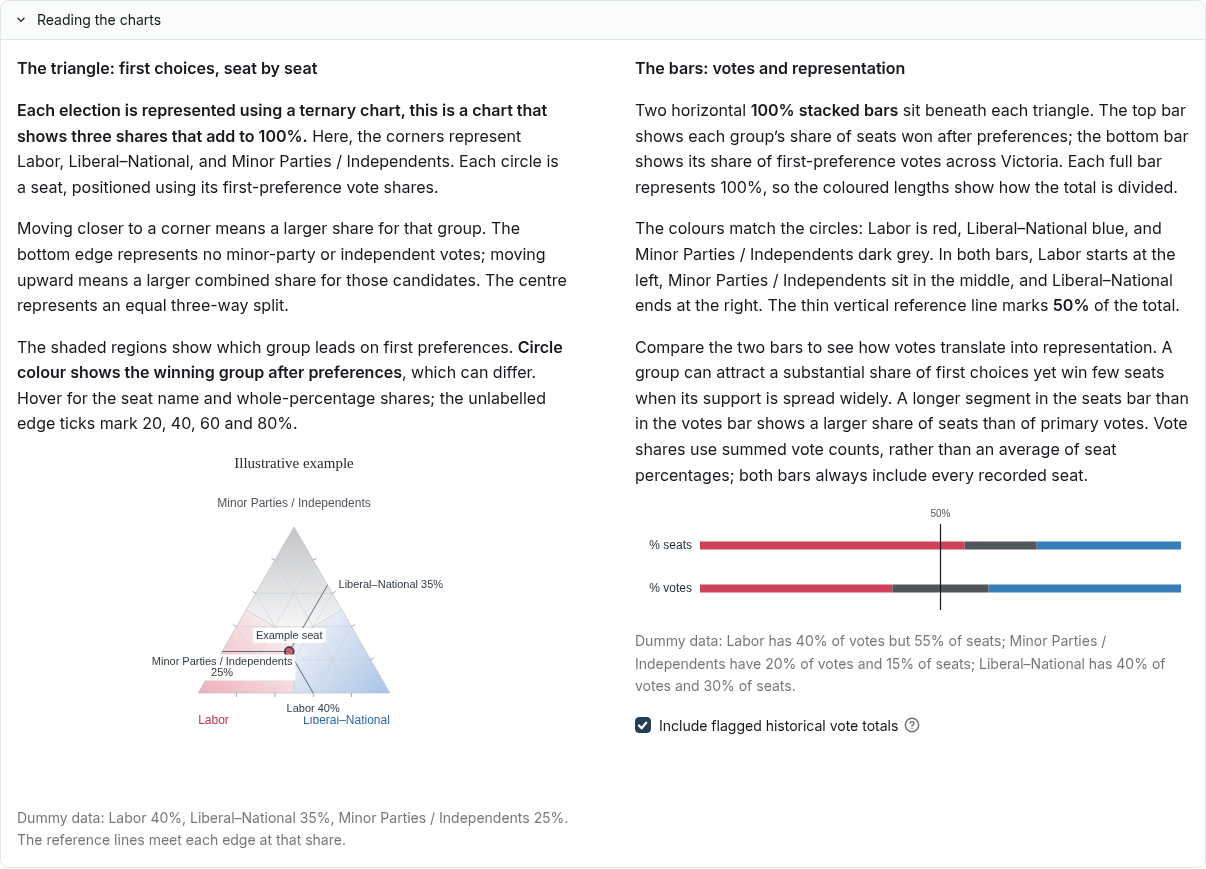 Reading the charts
The triangle: first choices, seat by seat
Each election is represented using a ternary chart, this is a chart that
shows three shares that add to 100%. Here, the corners represent
Labor, Liberal–National, and Minor Parties / Independents. Each circle is
a seat, positioned using its first-preference vote shares.
Moving closer to a corner means a larger share for that group. The
bottom edge represents no minor-party or independent votes; moving
upward means a larger combined share for those candidates. The centre
represents an equal three-way split.
The shaded regions show which group leads on first preferences. Circle
colour shows the winning group after preferences, which can differ.
Hover for the seat name and whole-percentage shares; the unlabelled
edge ticks mark 20, 40, 60 and 80%.
Illustrative example
Minor Parties / Independents
Liberal–National 35%
Example seat
Minor Parties / Independents
25%
Labor 40%
Labor
Liberal–National
Dummy data: Labor 40%, Liberal–National 35%, Minor Parties / Independents 25%.
The reference lines meet each edge at that share.
The bars: votes and representation
Two horizontal 100% stacked bars sit beneath each triangle. The top bar
shows each group's share of seats won after preferences; the bottom bar
shows its share of first-preference votes across Victoria. Each full bar
represents 100%, so the coloured lengths show how the total is divided.
The colours match the circles: Labor is red, Liberal–National blue, and
Minor Parties / Independents dark grey. In both bars, Labor starts at the
left, Minor Parties / Independents sit in the middle, and Liberal–National
ends at the right. The thin vertical reference line marks 50% of the total.
Compare the two bars to see how votes translate into representation. A
group can attract a substantial share of first choices yet win few seats
when its support is spread widely. A longer segment in the seats bar than
in the votes bar shows a larger share of seats than of primary votes. Vote
shares use summed vote counts, rather than an average of seat
percentages; both bars always include every recorded seat.
50%
% seats
% votes
Dummy data: Labor has 40% of votes but 55% of seats; Minor Parties /
Independents have 20% of votes and 15% of seats; Liberal–National has 40% of
votes and 30% of seats.
Include flagged historical vote totals ?